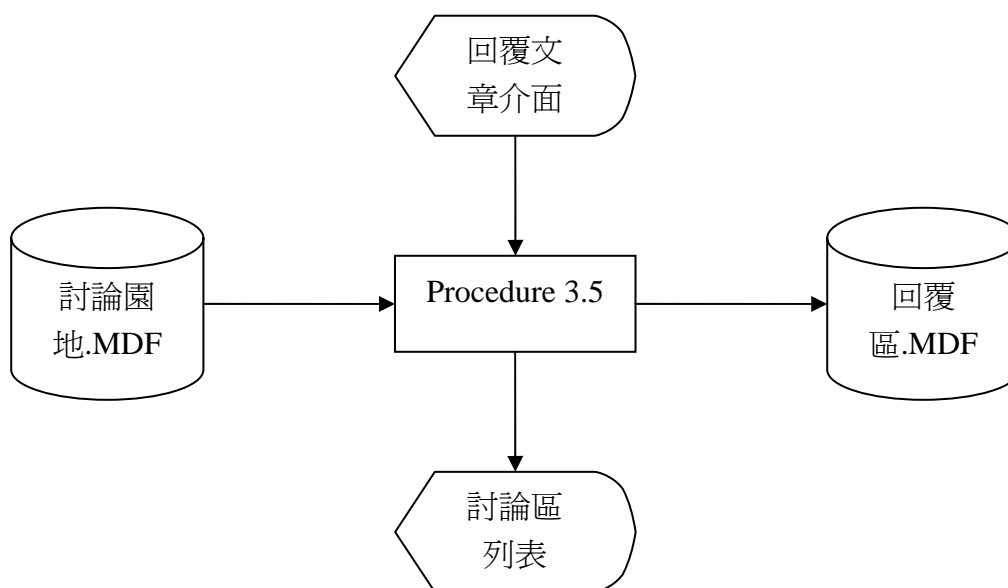 回覆文
章介面
討論園
地.MDF
Procedure 3.5
回覆
區.MDF
討論區
列表